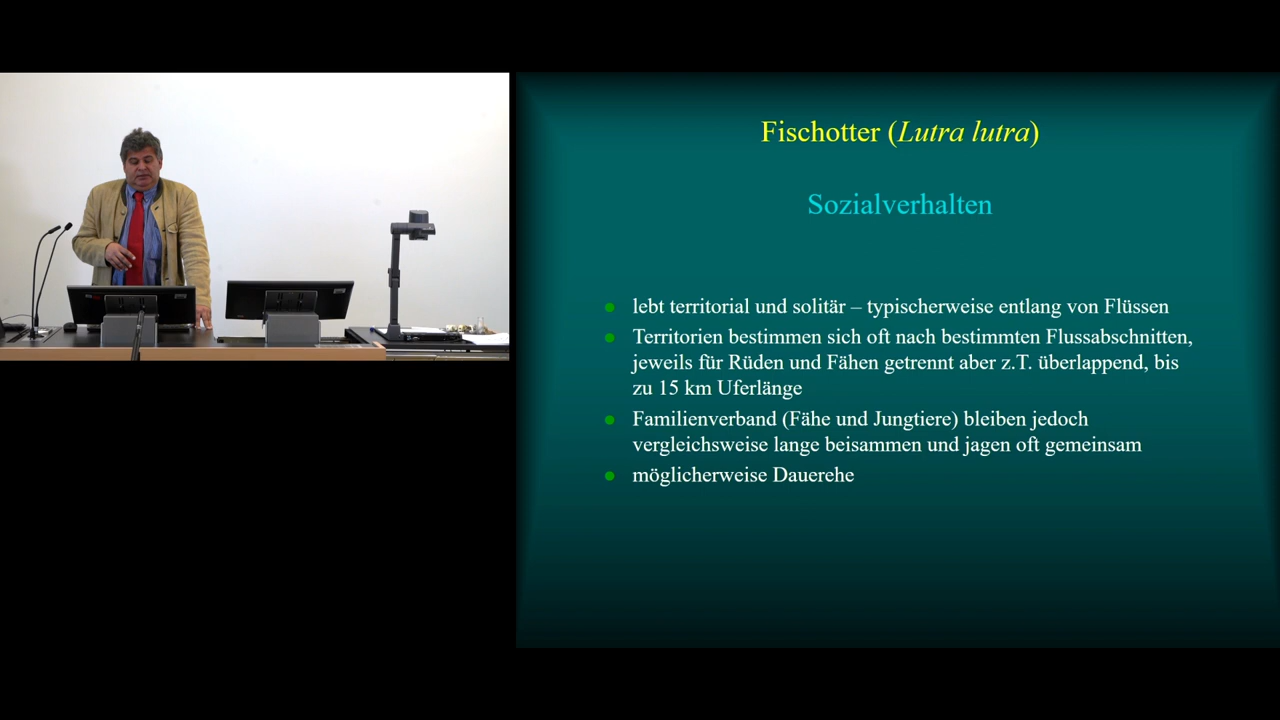 Fischotter (Lutra lutra)
Sozialverhalten
lebt territorial und solitär – typischerweise entlang von Flüssen
Territorien bestimmen sich oft nach bestimmten Flussabschnitten,
jeweils für Rüden und Fähen getrennt aber z.T. überlappend, bis
zu 15 km Uferlänge
Familienverband (Fähe und Jungtiere) bleiben jedoch
vergleichsweise lange beisammen und jagen oft gemeinsam
möglicherweise Dauerehe